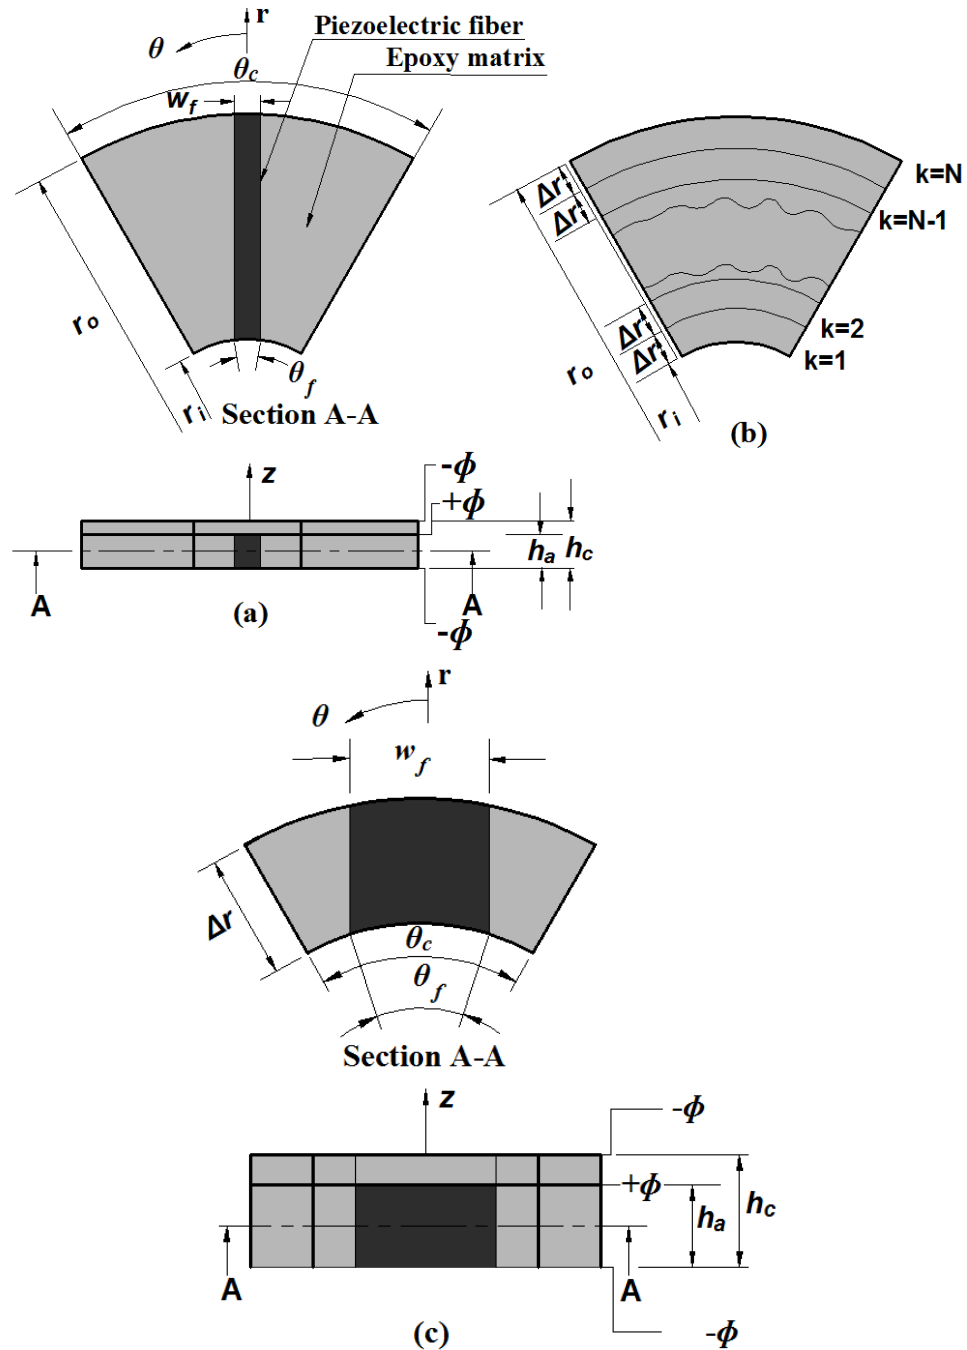 r
Piezoelectric fiber
θ
Epoxy matrix
θc
wf
ro
θf
ri
Section A-A
z
-ϕ
+ϕ
ha
hc
A
A
(a)
-ϕ
Δr
Δr
k=N
k=N-1
k=2
k=1
Δr
Δr
ro
ri
(b)
r
θ
wf
Δr
θc
θf
Section A-A
z
-ϕ
+ϕ
ha
hc
A
A
(c)
-ϕ